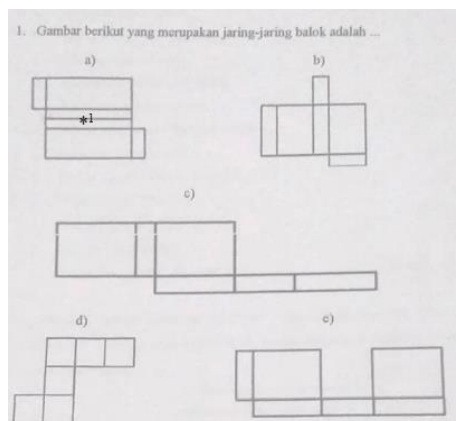 1. Gambar berikut yang merupakan jaring-jaring balok adalah ...
a)
b)
*1
c)
d)
e)